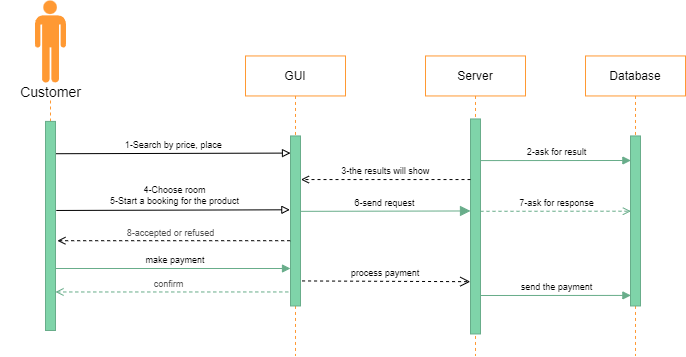 Customer
GUI
Server
Database
1-Search by price, place
2-ask for result
3-the results will show
4-Choose room
5-Start a booking for the product
6-send request
7-ask for response
8-accepted or refused
make payment
process payment
confirm
send the payment